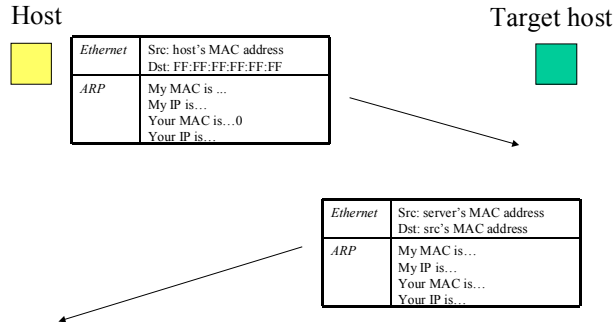 Host
Target host
Ethernet
Src: host's MAC address
Dst: FF:FF:FF:FF:FF:FF
ARP
My MAC is ...
My IP is…
Your MAC is…0
Your IP is…
Ethernet
Src: server's MAC address
Dst: src's MAC address
ARP
My MAC is…
My IP is…
Your MAC is…
Your IP is…